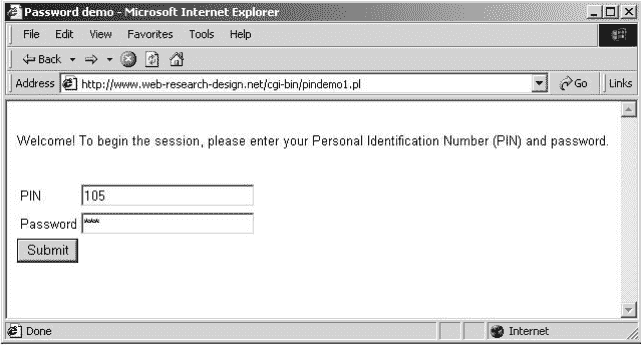 Password demo - Microsoft Internet Explorer
File Edit View Favorites Tools Help
Back
Address http://www.web-research-design.net/cgi-bin/pindemo1.pl Go Links
Welcome! To begin the session, please enter your Personal Identification Number (PIN) and password.
PIN 105
Password ***
Submit
Done Internet